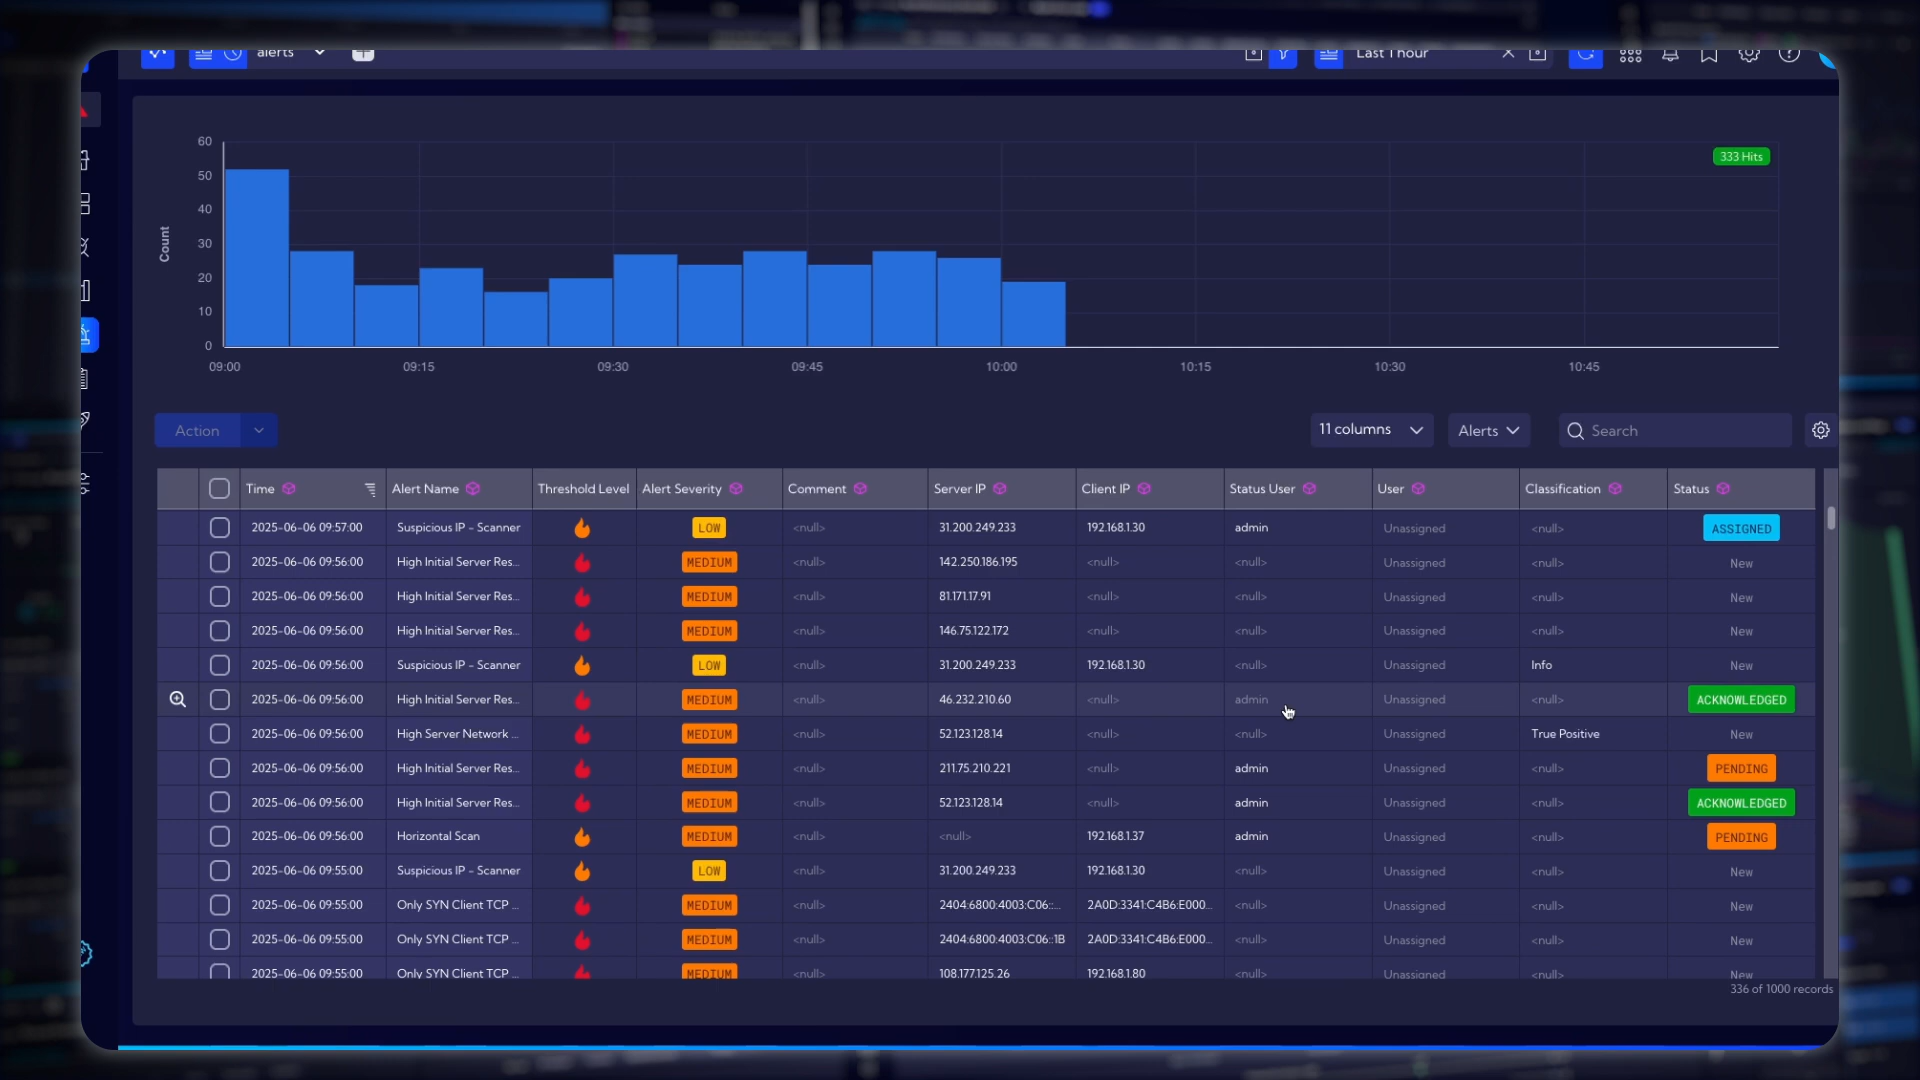 alerts
Last 1 hour
60
333 Hits
50
40
30
20
10
0
Count
09:00 09:15 09:30 09:45 10:00 10:15 10:30 10:45
Action 11 columns Alerts Search
Time Alert Name Threshold Level Alert Severity Comment Server IP Client IP Status User User Classification Status
2025-06-06 09:57:00 Suspicious IP - Scanner LOW <null> 31.200.249.233 192.168.1.30 admin Unassigned <null> ASSIGNED
2025-06-06 09:56:00 High Initial Server Res... MEDIUM <null> 142.250.186.195 <null> <null> Unassigned <null> New
2025-06-06 09:56:00 High Initial Server Res... MEDIUM <null> 81.171.17.91 <null> <null> Unassigned <null> New
2025-06-06 09:56:00 High Initial Server Res... MEDIUM <null> 146.75.122.172 <null> <null> Unassigned <null> New
2025-06-06 09:56:00 Suspicious IP - Scanner LOW <null> 31.200.249.233 192.168.1.30 <null> Unassigned Info New
2025-06-06 09:56:00 High Initial Server Res... MEDIUM <null> 46.232.210.60 <null> admin Unassigned <null> ACKNOWLEDGED
2025-06-06 09:56:00 High Server Network ... MEDIUM <null> 52.123.128.14 <null> <null> Unassigned True Positive New
2025-06-06 09:56:00 High Initial Server Res... MEDIUM <null> 211.75.210.221 <null> admin Unassigned <null> PENDING
2025-06-06 09:56:00 High Initial Server Res... MEDIUM <null> 52.123.128.14 <null> admin Unassigned <null> ACKNOWLEDGED
2025-06-06 09:56:00 Horizontal Scan MEDIUM <null> <null> 192.168.1.37 admin Unassigned <null> PENDING
2025-06-06 09:55:00 Suspicious IP - Scanner LOW <null> 31.200.249.233 192.168.1.30 <null> Unassigned <null> New
2025-06-06 09:55:00 Only SYN Client TCP ... MEDIUM <null> 2404:6800:4003:C06::... 2A0D:3341:C4B6:E000... <null> Unassigned <null> New
2025-06-06 09:55:00 Only SYN Client TCP ... MEDIUM <null> 2404:6800:4003:C06::1B 2A0D:3341:C4B6:E000... <null> Unassigned <null> New
2025-06-06 09:55:00 Only SYN Client TCP ... MEDIUM <null> 108.177.125.26 192.168.1.80 <null> Unassigned <null> New
336 of 1000 records